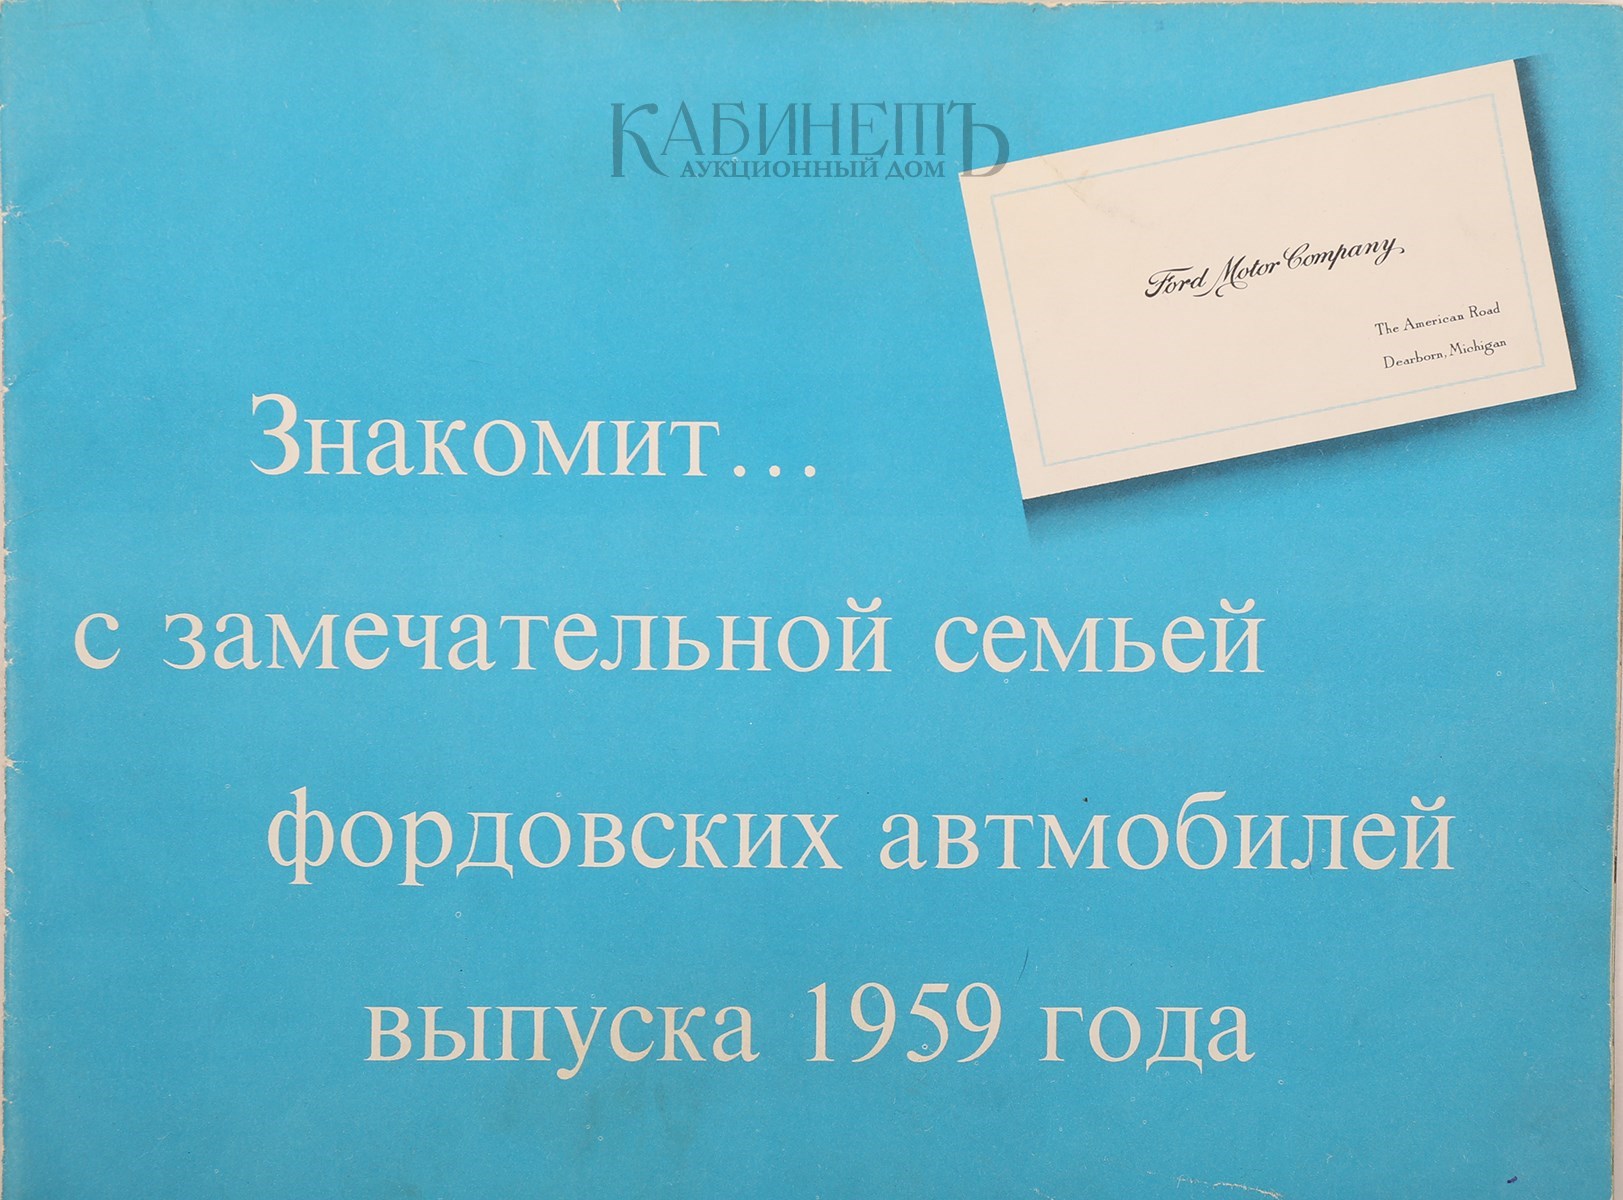 КАБИНЕТЪ
АУКЦИОННЫЙ ДОМ
Ford Motor Company
The American Road
Dearborn, Michigan
Знакомит...
с замечательной семьей
фордовских автмобилей
выпуска 1959 года